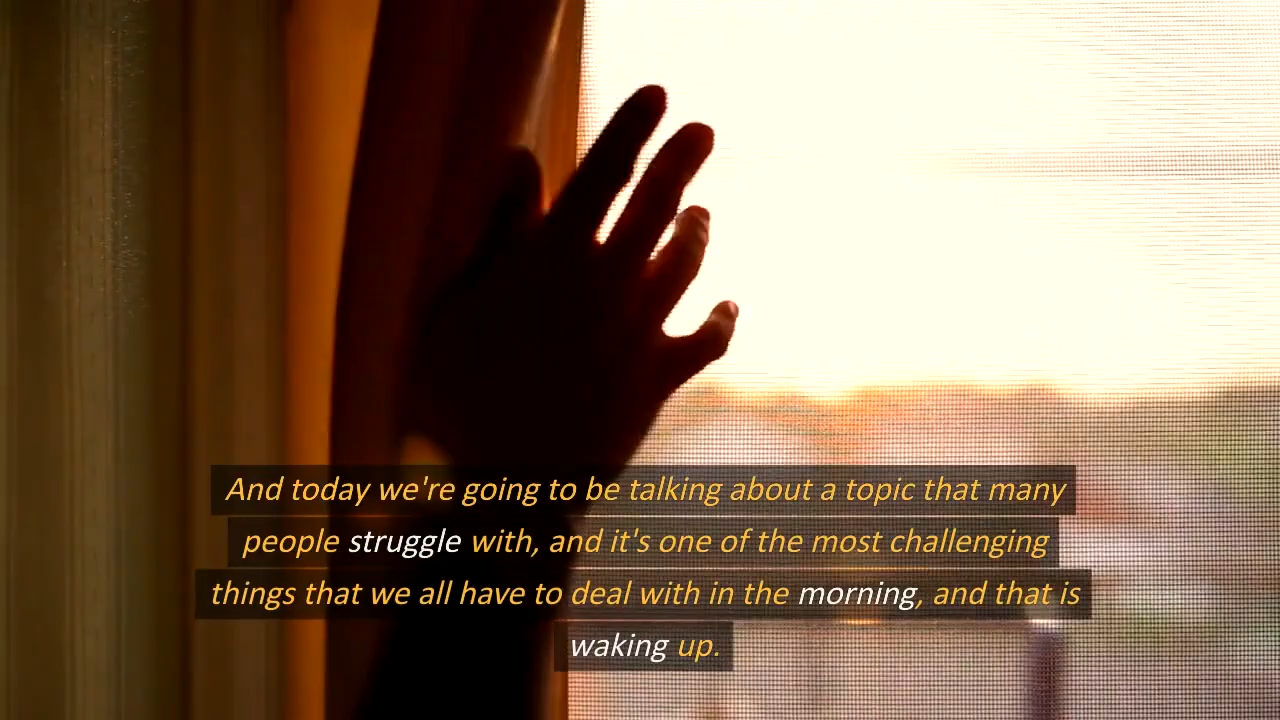 And today we're going to be talking about a topic that many
people struggle with, and it's one of the most challenging
things that we all have to deal with in the morning, and that is
waking up.